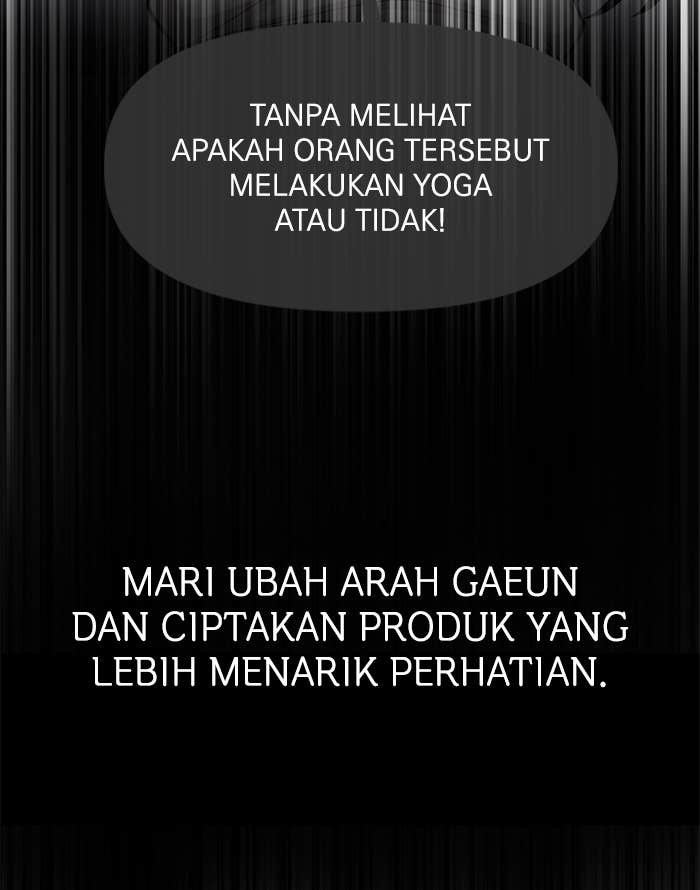 TANPA MELIHAT
APAKAH ORANG TERSEBUT
MELAKUKAN YOGA
ATAU TIDAK!
MARI UBAH ARAH GAEUN
DAN CIPTAKAN PRODUK YANG
LEBIH MENARIK PERHATIAN.